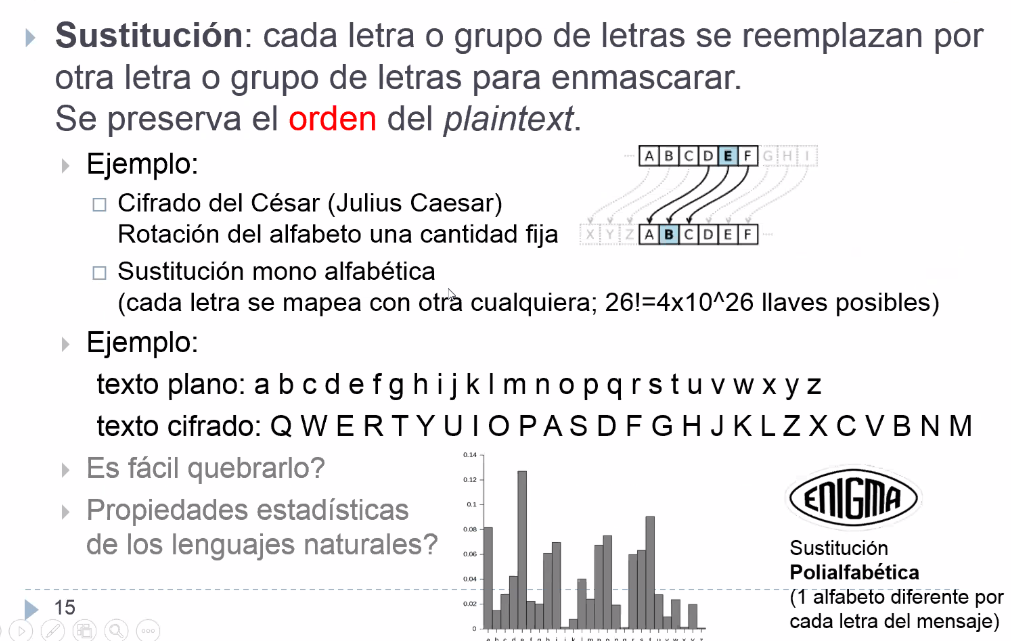 Sustitución: cada letra o grupo de letras se reemplazan por
otra letra o grupo de letras para enmascarar.
Se preserva el orden del plaintext.
Ejemplo:
Cifrado del César (Julius Caesar)
Rotación del alfabeto una cantidad fija
... A B C D E F G H I
X Y Z A B C D E F ...
Sustitución mono alfabética
(cada letra se mapea con otra cualquiera; 26!=4x10^26 llaves posibles)
Ejemplo:
texto plano: a b c d e f g h i j k l m n o p q r s t u v w x y z
texto cifrado: Q W E R T Y U I O P A S D F G H J K L Z X C V B N M
Es fácil quebrarlo?
Propiedades estadísticas
de los lenguajes naturales?
0.14
0.12
0.1
0.08
0.06
0.04
0.02
0
ENIGMA
Sustitución
Polialfabética
(1 alfabeto diferente por
cada letra del mensaje)
15